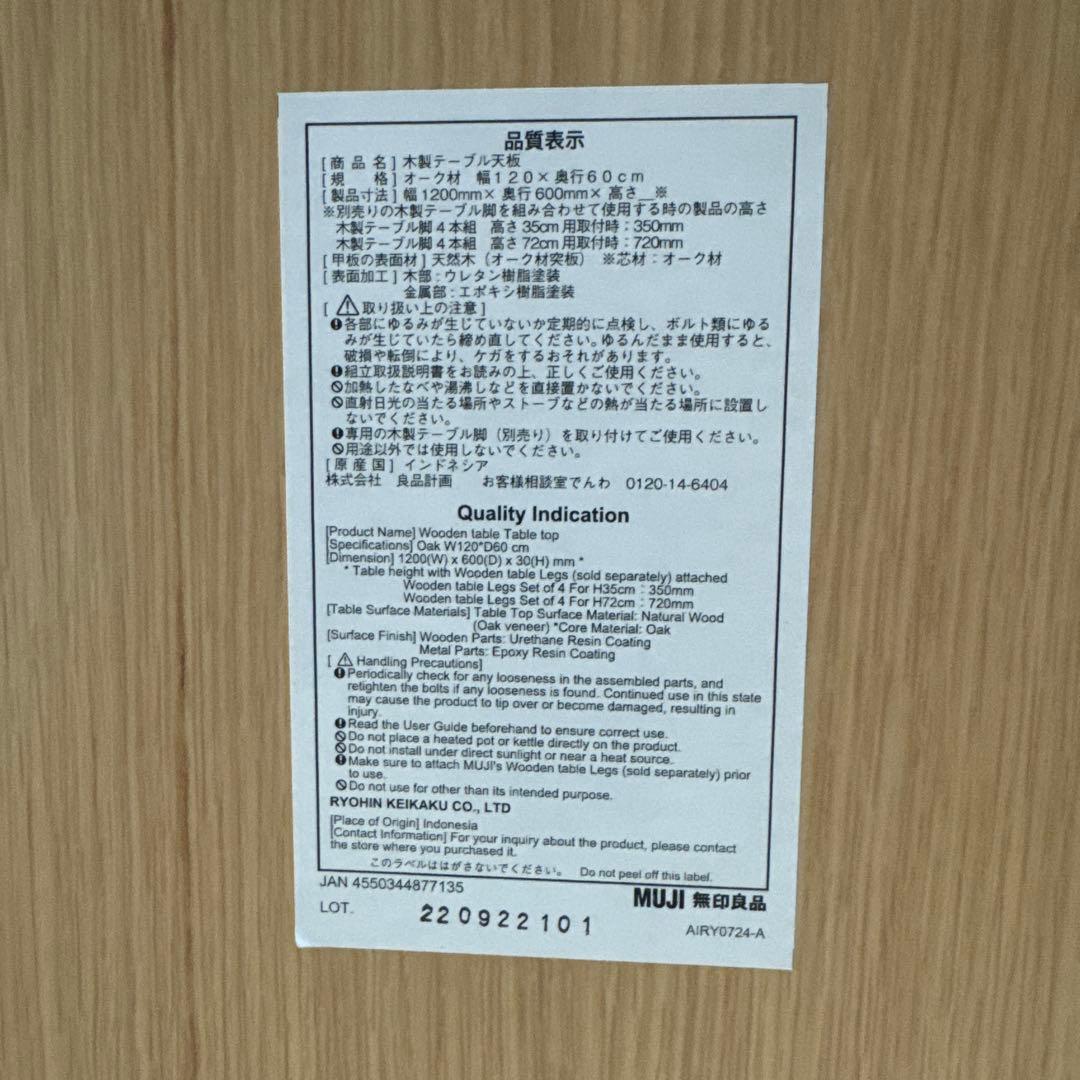 品質表示
[商品名] 木製テーブル天板
[規 格] オーク材 幅120×奥行60cm
[製品寸法] 幅1200mm×奥行600mm×高さ__※
※別売りの木製テーブル脚を組み合わせて使用する時の製品の高さ
木製テーブル脚4本組 高さ35cm用取付時：350mm
木製テーブル脚4本組 高さ72cm用取付時：720mm
[甲板の表面材] 天然木（オーク材突板） ※芯材：オーク材
[表面加工] 木部：ウレタン樹脂塗装
金属部：エポキシ樹脂塗装
[⚠取り扱い上の注意]
❶各部にゆるみが生じていないか定期的に点検し、ボルト類にゆる
みが生じていたら締め直してください。ゆるんだまま使用すると、
破損や転倒により、ケガをするおそれがあります。
❶組立取扱説明書をお読みの上、正しくご使用ください。
🛇加熱したなべや湯沸しなどを直接置かないでください。
🛇直射日光の当たる場所やストーブなどの熱が当たる場所に設置し
ないでください。
❶専用の木製テーブル脚（別売り）を取り付けてご使用ください。
🛇用途以外では使用しないでください。
[原産国] インドネシア
株式会社 良品計画 お客様相談室でんわ 0120-14-6404
Quality Indication
[Product Name] Wooden table Table top
[Specifications] Oak W120*D60 cm
[Dimension] 1200(W) x 600(D) x 30(H) mm *
* Table height with Wooden table Legs (sold separately) attached
Wooden table Legs Set of 4 For H35cm : 350mm
Wooden table Legs Set of 4 For H72cm : 720mm
[Table Surface Materials] Table Top Surface Material: Natural Wood
(Oak veneer) *Core Material: Oak
[Surface Finish] Wooden Parts: Urethane Resin Coating
Metal Parts: Epoxy Resin Coating
[⚠ Handling Precautions]
❶Periodically check for any looseness in the assembled parts, and
retighten the bolts if any looseness is found. Continued use in this state
may cause the product to tip over or become damaged, resulting in
injury.
❶Read the User Guide beforehand to ensure correct use.
🛇Do not place a heated pot or kettle directly on the product.
🛇Do not install under direct sunlight or near a heat source.
❶Make sure to attach MUJI's Wooden table Legs (sold separately) prior
to use.
🛇Do not use for other than its intended purpose.
RYOHIN KEIKAKU CO., LTD
[Place of Origin] Indonesia
[Contact Information] For your inquiry about the product, please contact
the store where you purchased it.
このラベルははがさないでください。 Do not peel off this label.
JAN 4550344877135
MUJI 無印良品
LOT. 220922101
AIRY0724-A